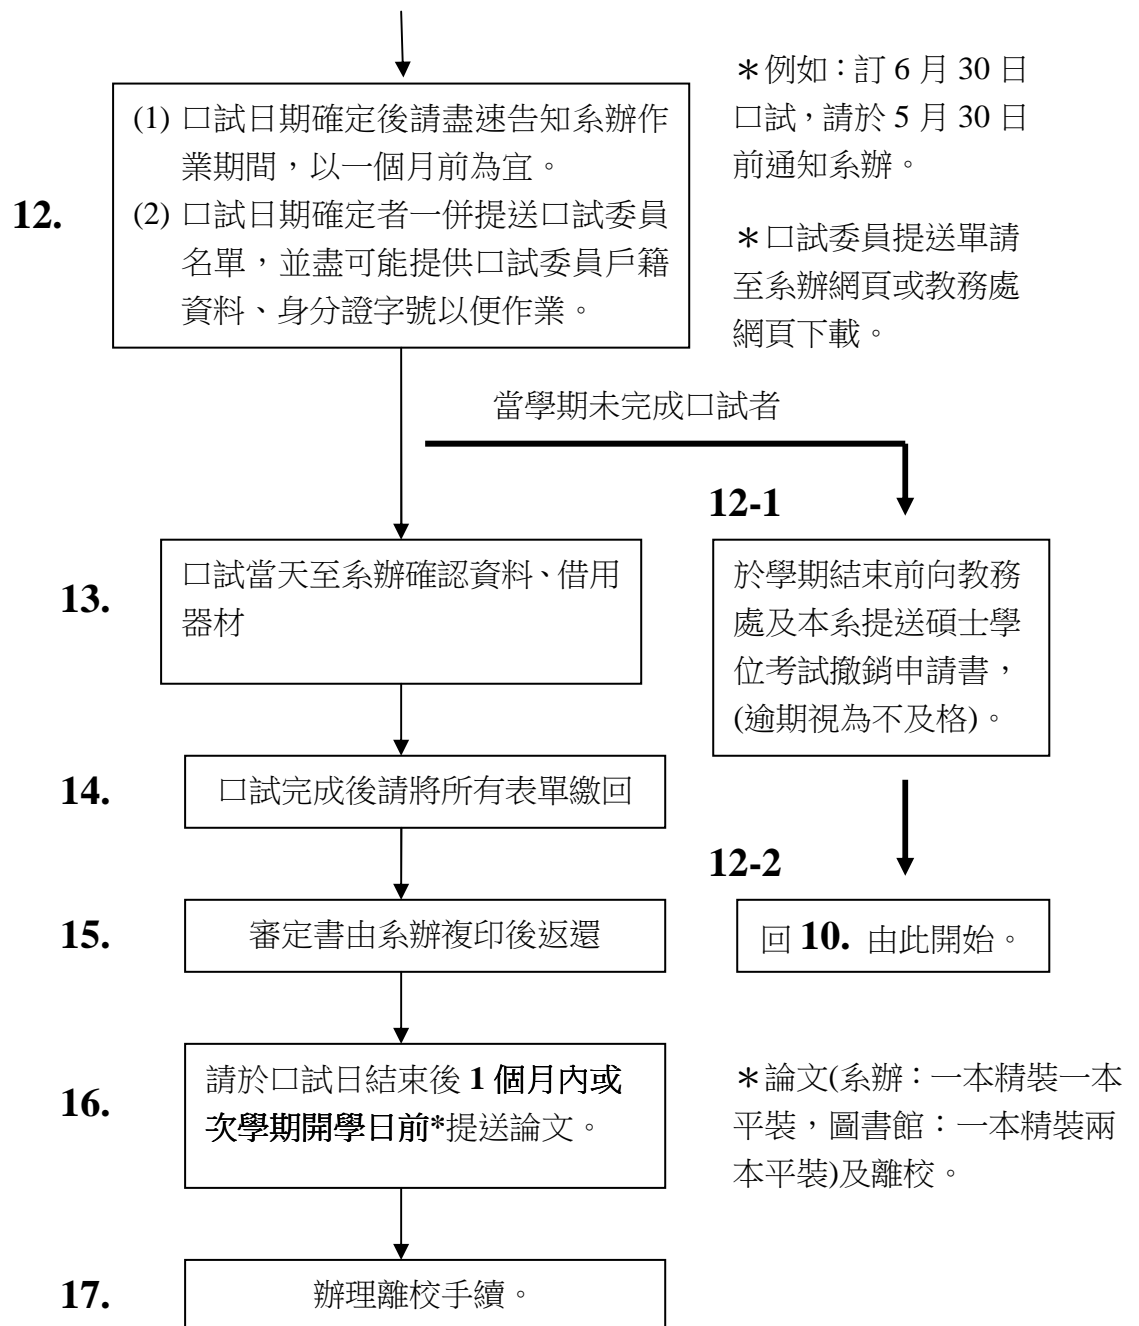 (1) 口試日期確定後請盡速告知系辦作
業期間，以一個月前為宜。
12.
(2) 口試日期確定者一併提送口試委員
名單，並盡可能提供口試委員戶籍
資料、身分證字號以便作業。
＊例如：訂 6 月 30 日
口試，請於 5 月 30 日
前通知系辦。
＊口試委員提送單請
至系辦網頁或教務處
網頁下載。
當學期未完成口試者
12-1
於學期結束前向教務
處及本系提送碩士學
位考試撤銷申請書，
(逾期視為不及格)。
12-2
回 10. 由此開始。
13.
口試當天至系辦確認資料、借用
器材
14.
口試完成後請將所有表單繳回
15.
審定書由系辦複印後返還
16.
請於口試日結束後 1 個月內或
次學期開學日前*提送論文。
＊論文(系辦：一本精裝一本
平裝，圖書館：一本精裝兩
本平裝)及離校。
17.
辦理離校手續。